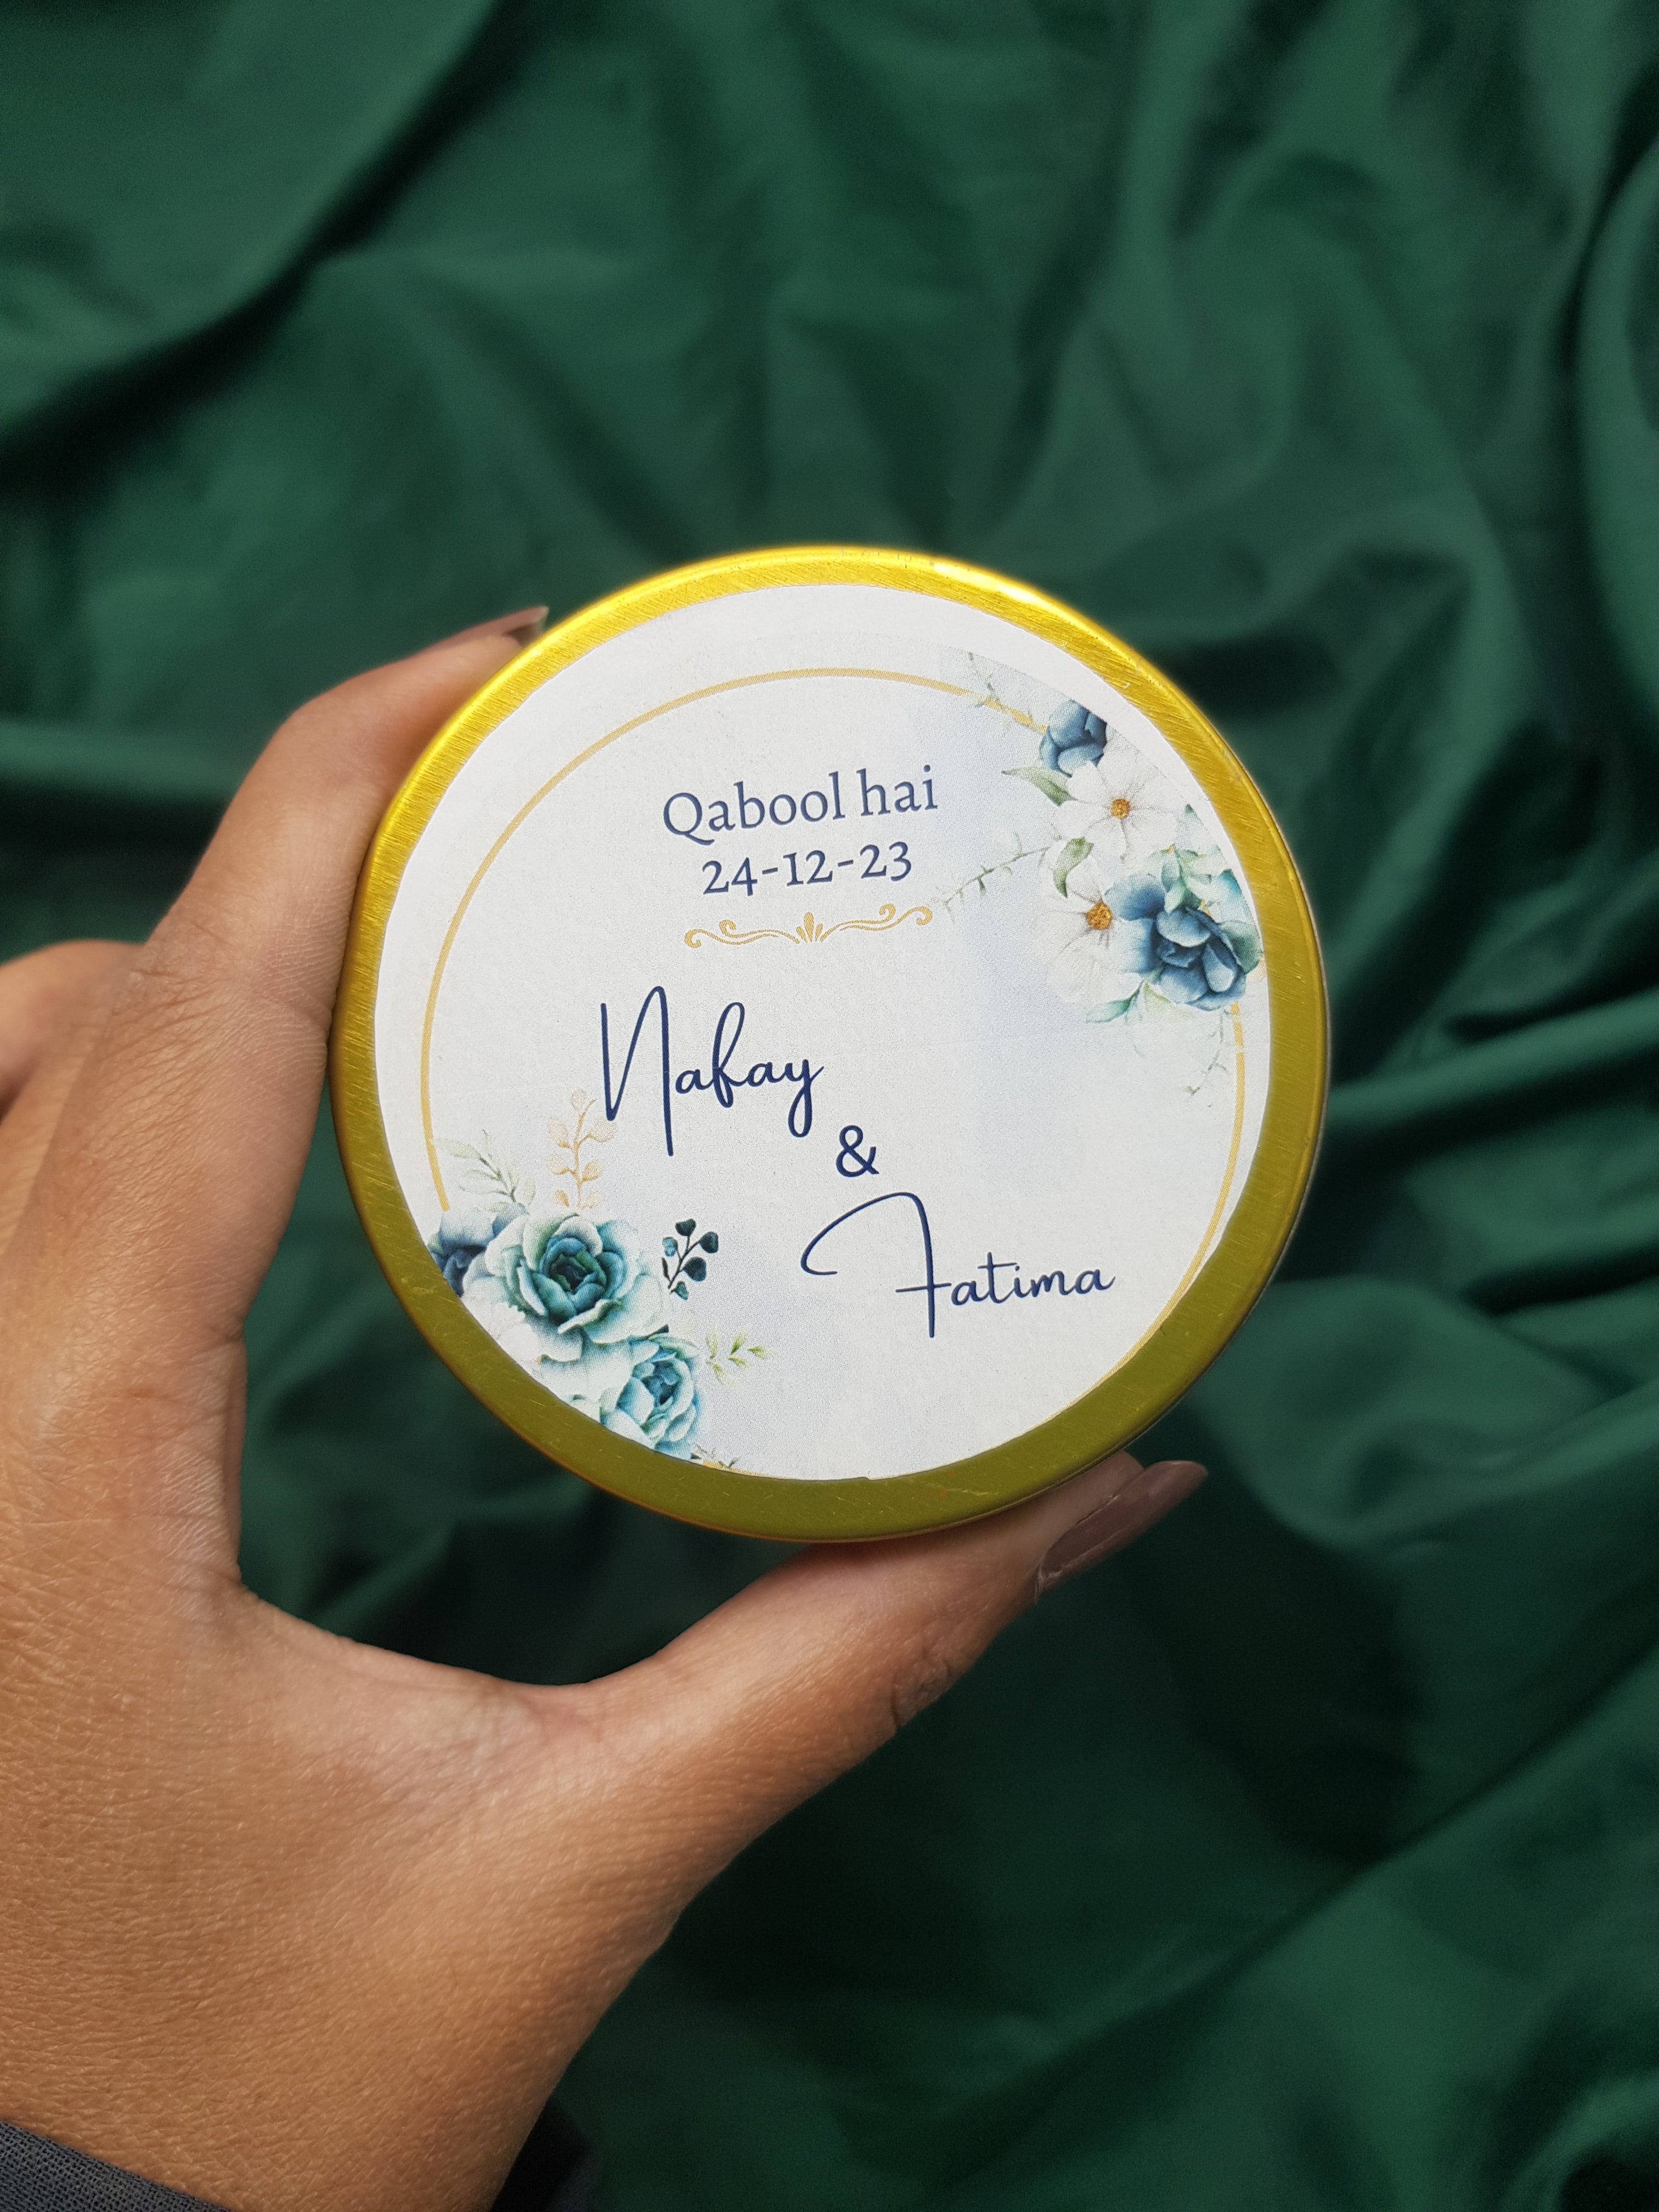 Qabool hai
24-12-23
Nafay
&
Fatima